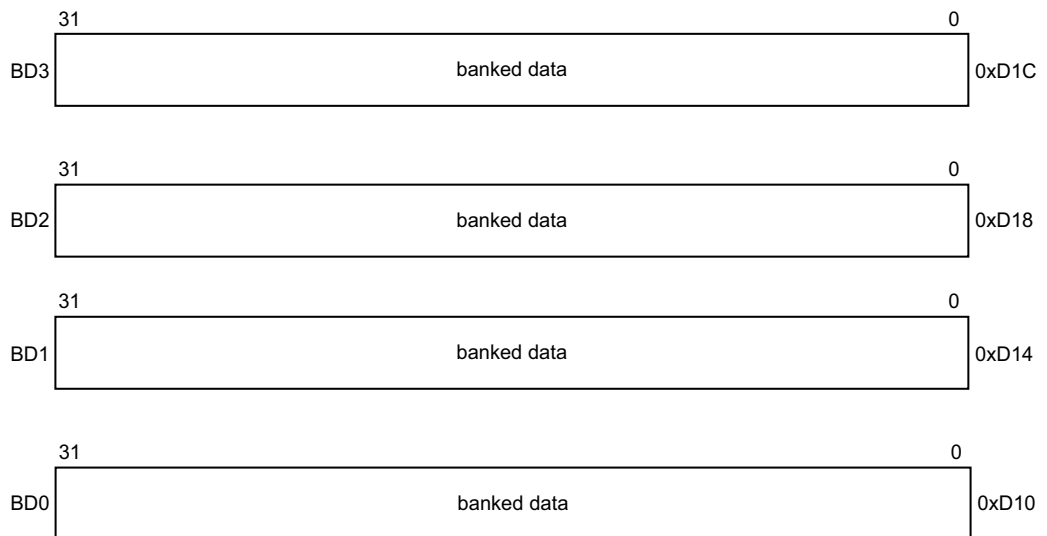 31 0
BD3 banked data 0xD1C
31 0
BD2 banked data 0xD18
31 0
BD1 banked data 0xD14
31 0
BD0 banked data 0xD10